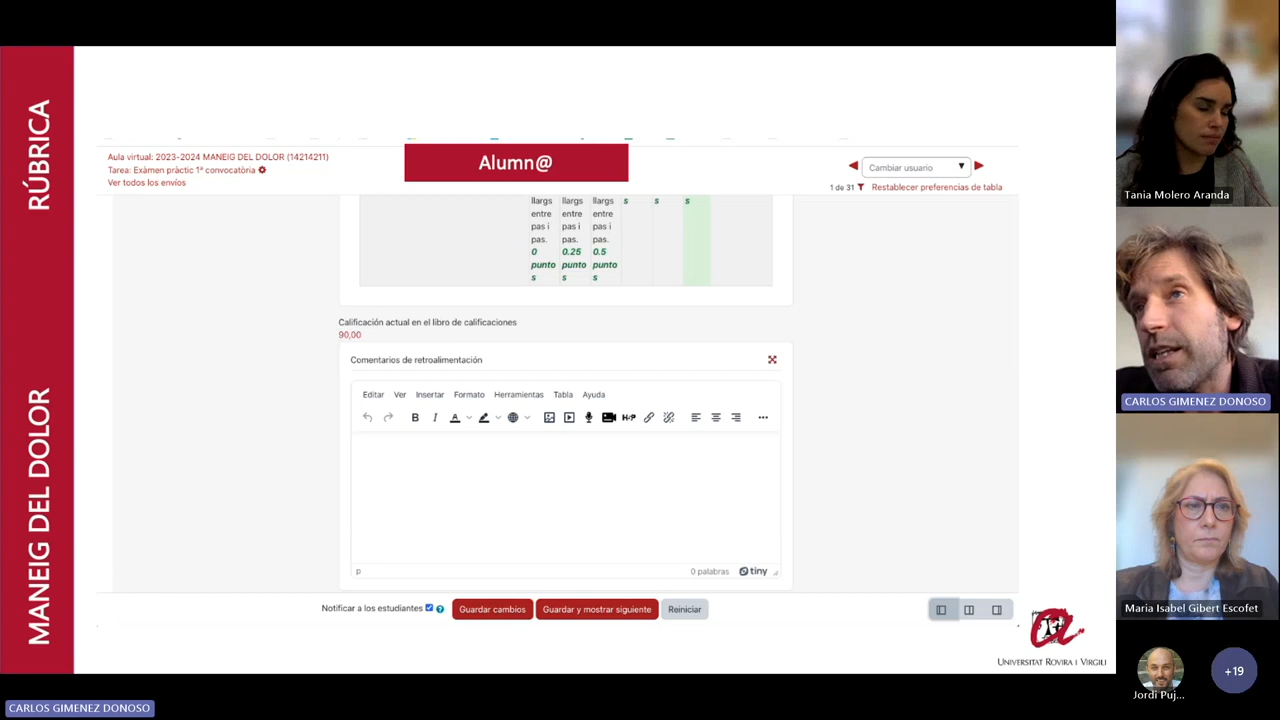 RÚBRICA
MANEIG DEL DOLOR
Aula virtual: 2023-2024 MANEIG DEL DOLOR (14214211)
Tarea: Exàmen pràctic 1ª convocatòria
Ver todos los envíos
Alumn@
Cambiar usuario
1 de 31
Restablecer preferencias de tabla
llargs llargs llargs s s s
entre entre entre
pas i pas i pas i
pas. pas. pas.
0 0.25 0.5
punto punto punto
s s s
Calificación actual en el libro de calificaciones
90,00
Comentarios de retroalimentación
Editar Ver Insertar Formato Herramientas Tabla Ayuda
B I A H-P
p
0 palabras
tiny
Notificar a los estudiantes
Guardar cambios
Guardar y mostrar siguiente
Reiniciar
UNIVERSITAT ROVIRA I VIRGILI
Tania Molero Aranda
CARLOS GIMENEZ DONOSO
Maria Isabel Gibert Escofet
Jordi Puj...
+19
CARLOS GIMENEZ DONOSO